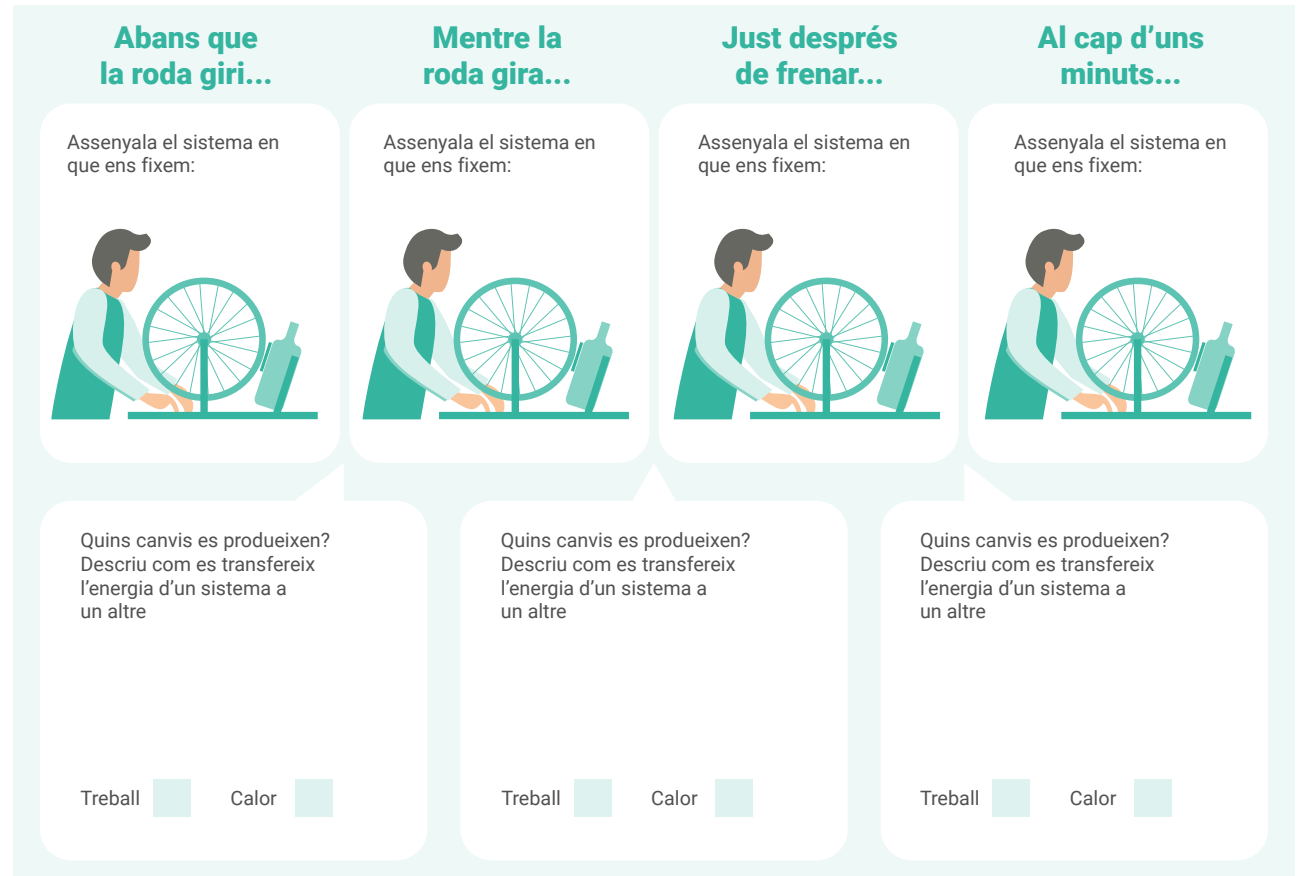 Abans que
la roda giri...
Mentre la
roda gira...
Just després
de frenar...
Al cap d’uns
minuts...
Assenyala el sistema en
que ens fixem:
Assenyala el sistema en
que ens fixem:
Assenyala el sistema en
que ens fixem:
Assenyala el sistema en
que ens fixem:
Quins canvis es produeixen?
Descriu com es transfereix
l’energia d’un sistema a
un altre
Treball Calor
Quins canvis es produeixen?
Descriu com es transfereix
l’energia d’un sistema a
un altre
Treball Calor
Quins canvis es produeixen?
Descriu com es transfereix
l’energia d’un sistema a
un altre
Treball Calor